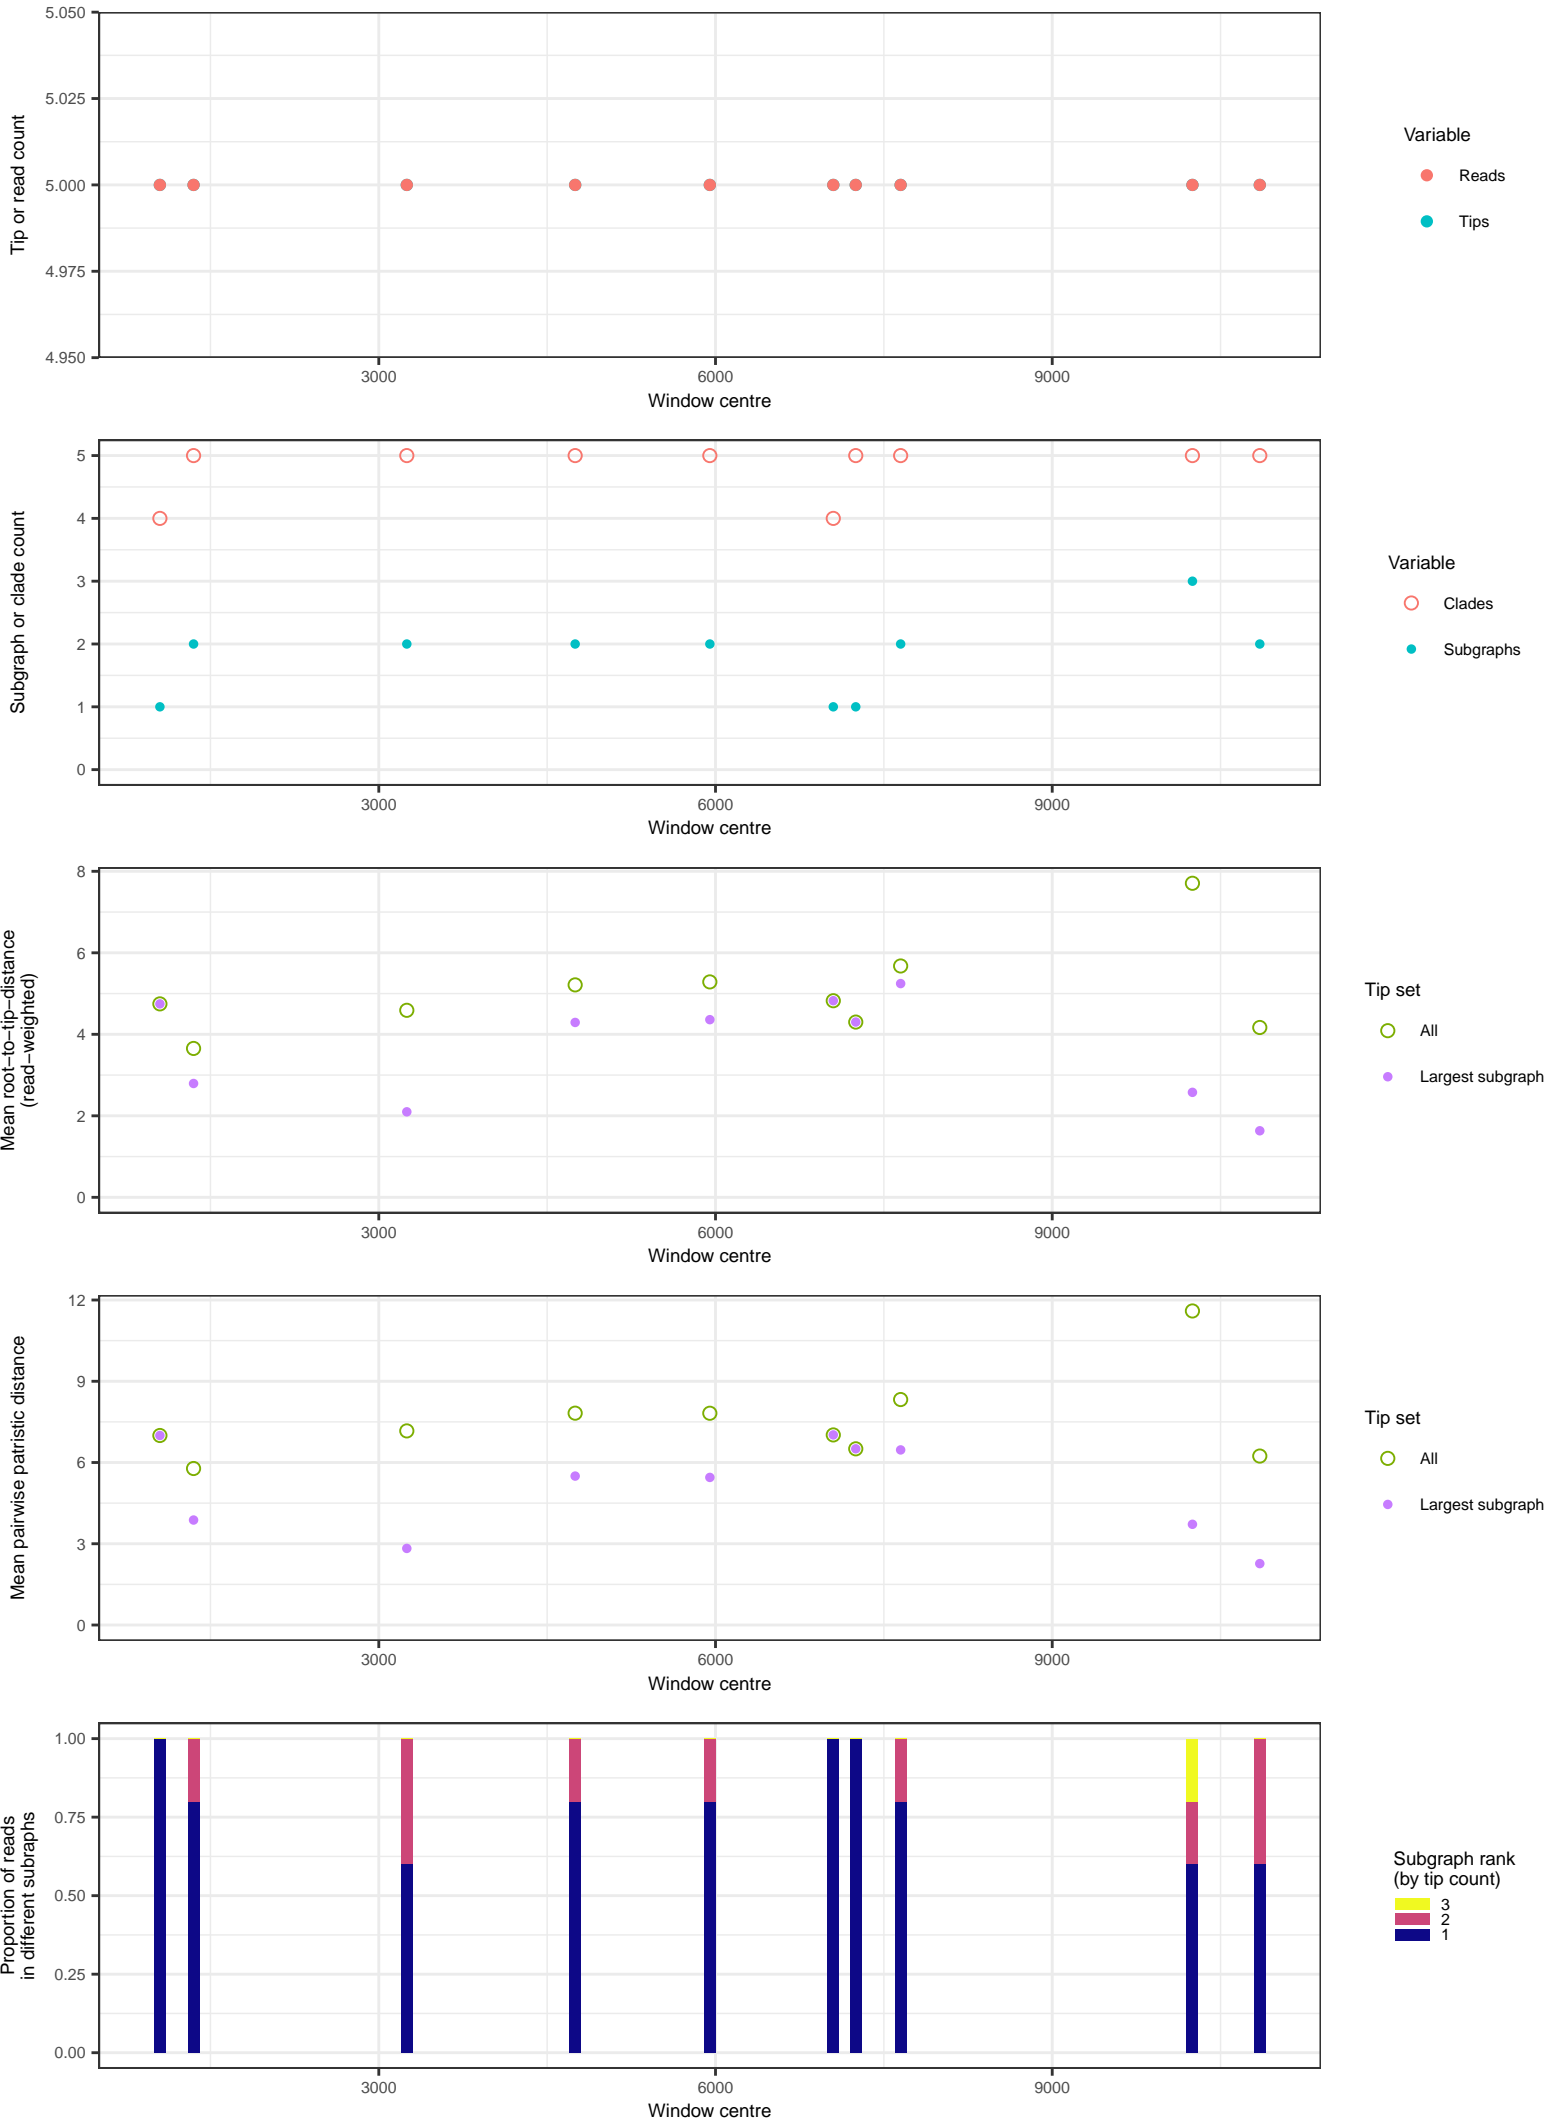 5.050
5.025
5.000
4.975
4.950
Tip or read count
3000 6000 9000
Window centre
Variable
Reads
Tips
5
4
3
2
1
0
Subgraph or clade count
3000 6000 9000
Window centre
Variable
Clades
Subgraphs
8
6
4
2
0
Mean root−to−tip−distance
(read−weighted)
3000 6000 9000
Window centre
Tip set
All
Largest subgraph
12
9
6
3
0
Mean pairwise patristic distance
3000 6000 9000
Window centre
Tip set
All
Largest subgraph
1.00
0.75
0.50
0.25
0.00
Proportion of reads
in different subraphs
3000 6000 9000
Window centre
Subgraph rank
(by tip count)
3
2
1